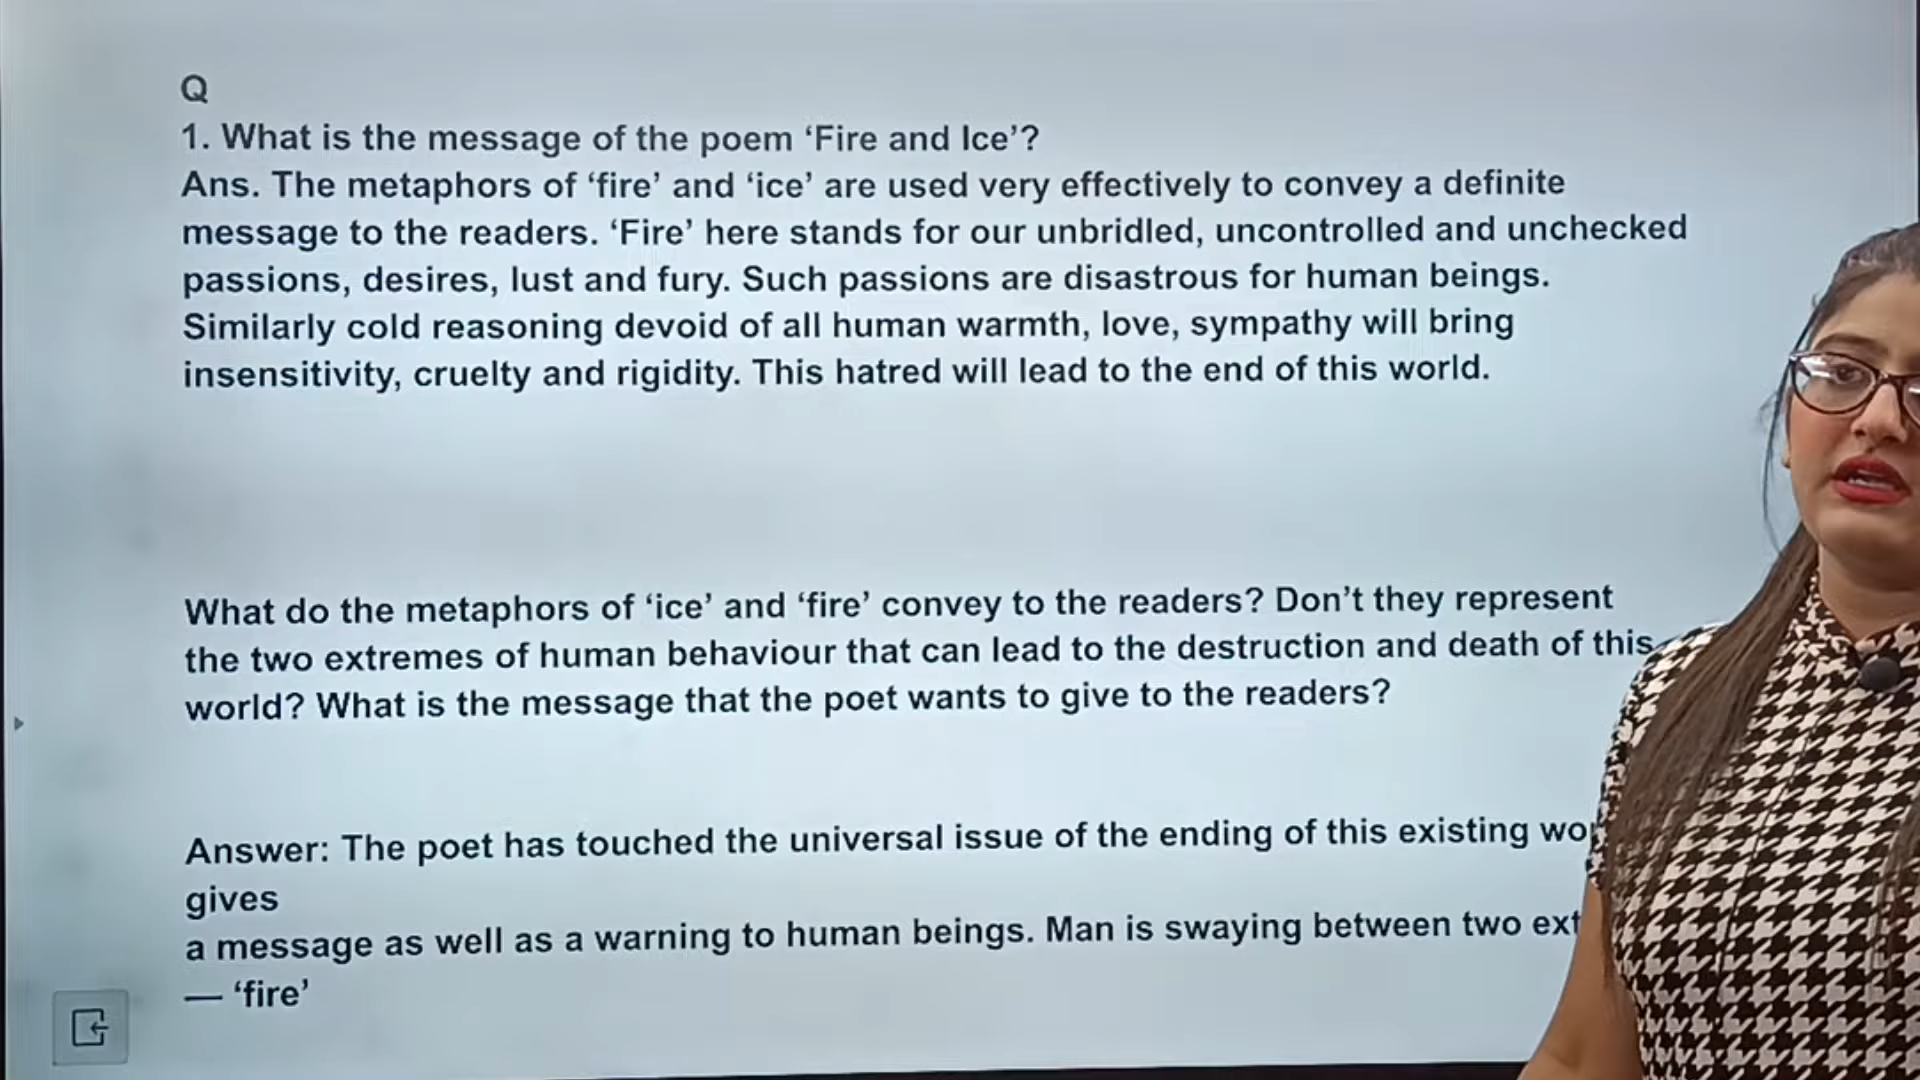 Q
1. What is the message of the poem ‘Fire and Ice’?
Ans. The metaphors of ‘fire’ and ‘ice’ are used very effectively to convey a definite
message to the readers. ‘Fire’ here stands for our unbridled, uncontrolled and unchecked
passions, desires, lust and fury. Such passions are disastrous for human beings.
Similarly cold reasoning devoid of all human warmth, love, sympathy will bring
insensitivity, cruelty and rigidity. This hatred will lead to the end of this world.
What do the metaphors of ‘ice’ and ‘fire’ convey to the readers? Don’t they represent
the two extremes of human behaviour that can lead to the destruction and death of this
world? What is the message that the poet wants to give to the readers?
Answer: The poet has touched the universal issue of the ending of this existing
gives
a message as well as a warning to human beings. Man is swaying between two
— ‘fire’